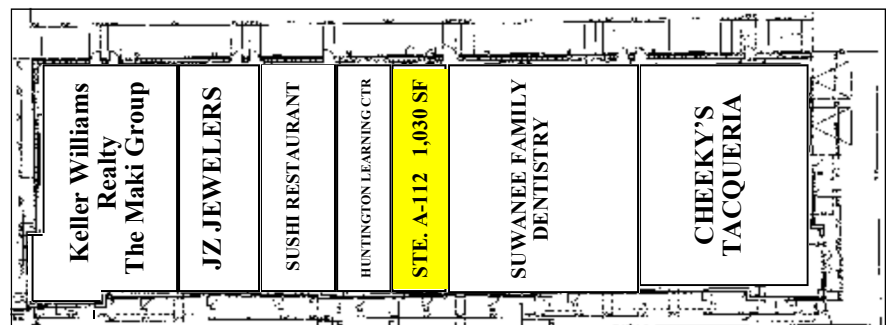 Keller Williams
Realty
The Maki Group
JZ JEWELERS
SUSHI RESTAURANT
HUNTINGTON LEARNING CTR
STE. A-112 1,030 SF
SUWANEE FAMILY
DENTISTRY
CHEEKY'S
TACQUERIA